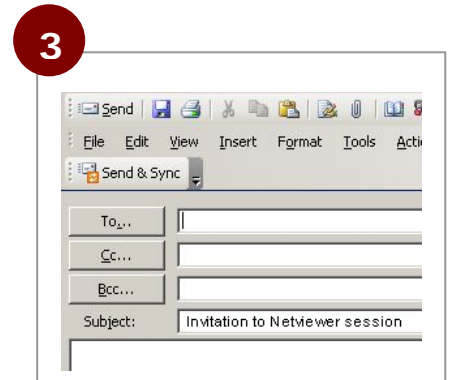 3
Send
File Edit View Insert Format Tools
Send & Sync
To...
Cc...
Bcc...
Subject: Invitation to Netviewer session